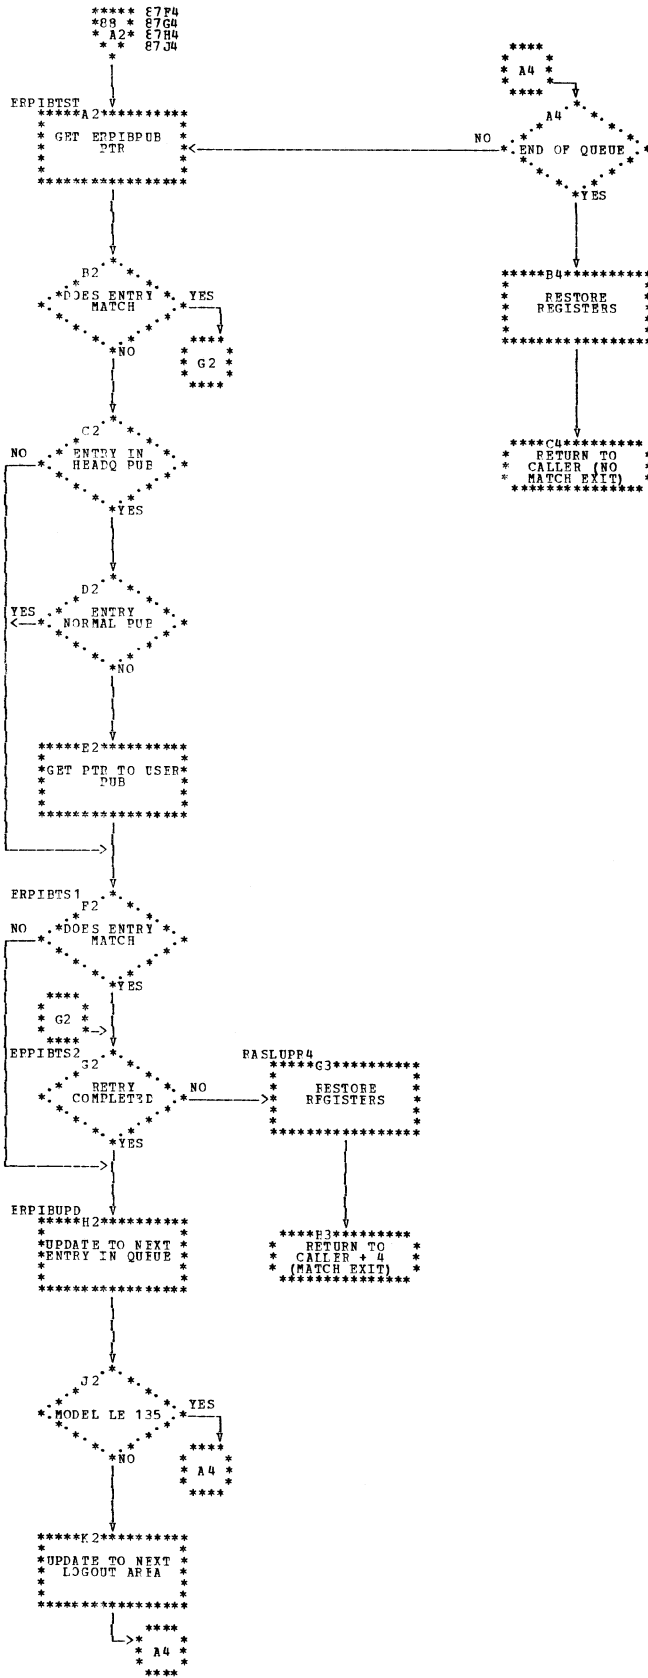 87F4
88 87G4
A2 87H4
87J4
ERPIBTST
A2
GET ERPIBPUB
PTR
A4
A4
NO
END OF QUEUE
YES
B2
DOES ENTRY
MATCH
YES
NO
G2
B4
RESTORE
REGISTERS
C2
NO
ENTRY IN
HEADQ PUB
YES
C4
RETURN TO
CALLER (NO
MATCH EXIT)
D2
YES
ENTRY
NORMAL PUB
NO
E2
GET PTR TO USER
PUB
ERPIBTS1
F2
NO
DOES ENTRY
MATCH
YES
G2
ERPIBTS2
G2
RETRY
COMPLETED
NO
YES
RASLUPR4
G3
RESTORE
REGISTERS
ERPIBUPD
H2
UPDATE TO NEXT
ENTRY IN QUEUE
H3
RETURN TO
CALLER + 4
(MATCH EXIT)
J2
MODEL LE 135
YES
NO
A4
K2
UPDATE TO NEXT
LOGOUT AREA
A4